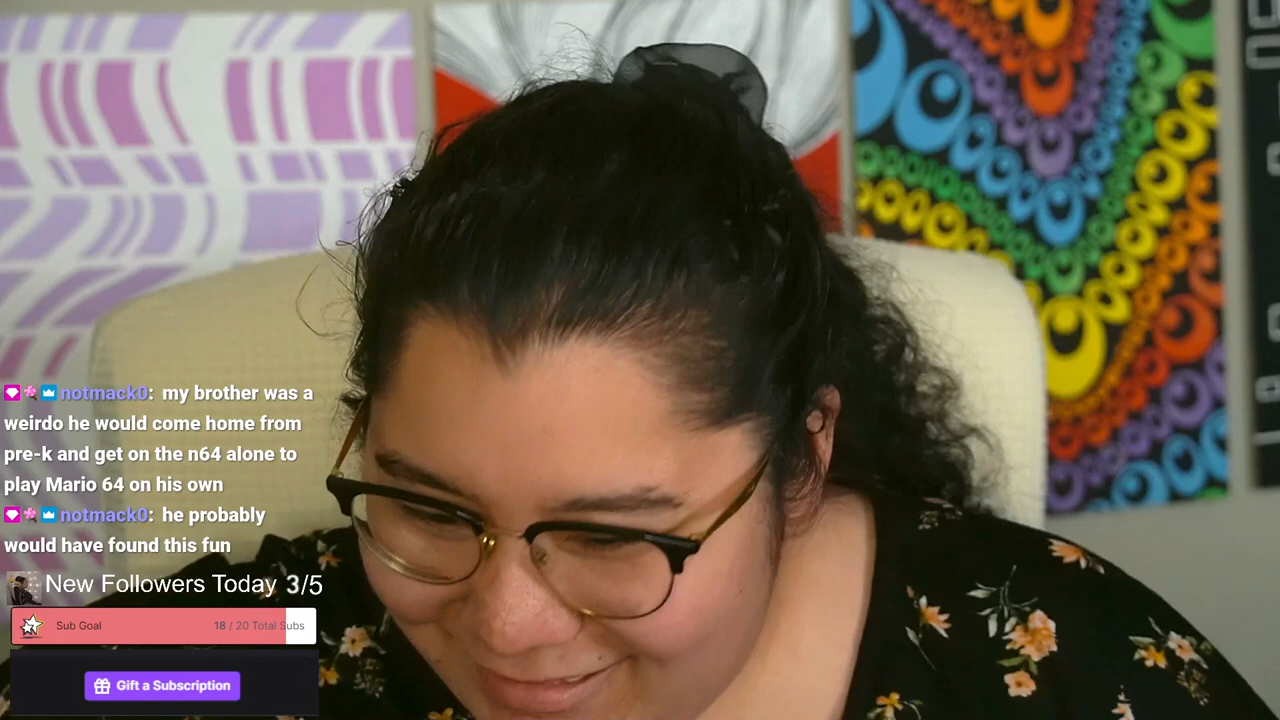 notmack0: my brother was a
weirdo he would come home from
pre-k and get on the n64 alone to
play Mario 64 on his own
notmack0: he probably
would have found this fun
New Followers Today 3/5
Sub Goal 18 / 20 Total Subs
Gift a Subscription